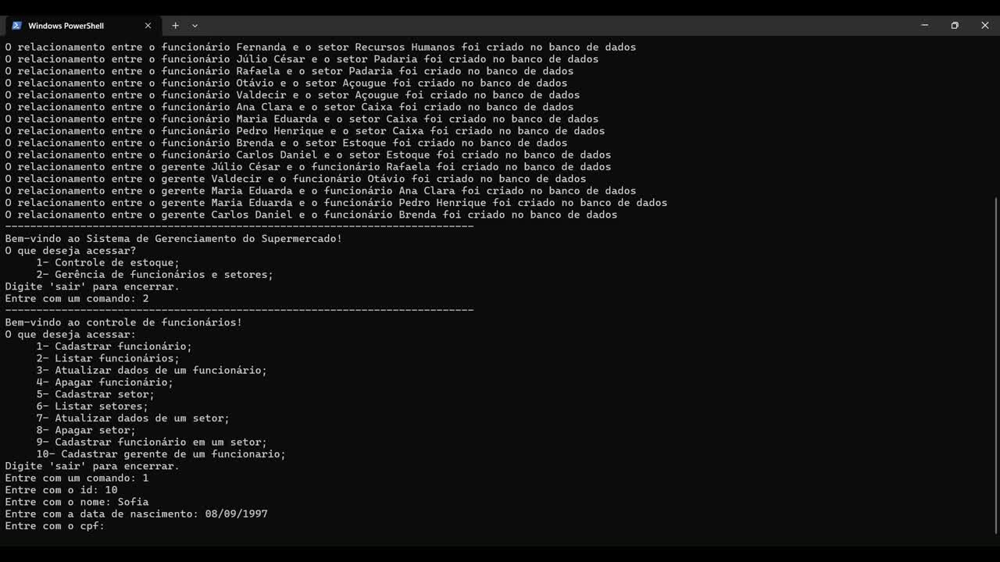 Windows PowerShell
O relacionamento entre o funcionário Fernanda e o setor Recursos Humanos foi criado no banco de dados
O relacionamento entre o funcionário Júlio César e o setor Padaria foi criado no banco de dados
O relacionamento entre o funcionário Rafaela e o setor Padaria foi criado no banco de dados
O relacionamento entre o funcionário Otávio e o setor Açougue foi criado no banco de dados
O relacionamento entre o funcionário Valdecir e o setor Açougue foi criado no banco de dados
O relacionamento entre o funcionário Ana Clara e o setor Caixa foi criado no banco de dados
O relacionamento entre o funcionário Maria Eduarda e o setor Caixa foi criado no banco de dados
O relacionamento entre o funcionário Pedro Henrique e o setor Caixa foi criado no banco de dados
O relacionamento entre o funcionário Brenda e o setor Estoque foi criado no banco de dados
O relacionamento entre o funcionário Carlos Daniel e o setor Estoque foi criado no banco de dados
O relacionamento entre o gerente Júlio César e o funcionário Rafaela foi criado no banco de dados
O relacionamento entre o gerente Valdecir e o funcionário Otávio foi criado no banco de dados
O relacionamento entre o gerente Maria Eduarda e o funcionário Ana Clara foi criado no banco de dados
O relacionamento entre o gerente Maria Eduarda e o funcionário Pedro Henrique foi criado no banco de dados
O relacionamento entre o gerente Carlos Daniel e o funcionário Brenda foi criado no banco de dados
---------------------------------------------------------------------------
Bem-vindo ao Sistema de Gerenciamento do Supermercado!
O que deseja acessar?
1- Controle de estoque;
2- Gerência de funcionários e setores;
Digite 'sair' para encerrar.
Entre com um comando: 2
---------------------------------------------------------------------------
Bem-vindo ao controle de funcionários!
O que deseja acessar:
1- Cadastrar funcionário;
2- Listar funcionários;
3- Atualizar dados de um funcionário;
4- Apagar funcionário;
5- Cadastrar setor;
6- Listar setores;
7- Atualizar dados de um setor;
8- Apagar setor;
9- Cadastrar funcionário em um setor;
10- Cadastrar gerente de um funcionario;
Digite 'sair' para encerrar.
Entre com um comando: 1
Entre com o id: 10
Entre com o nome: Sofia
Entre com a data de nascimento: 08/09/1997
Entre com o cpf: